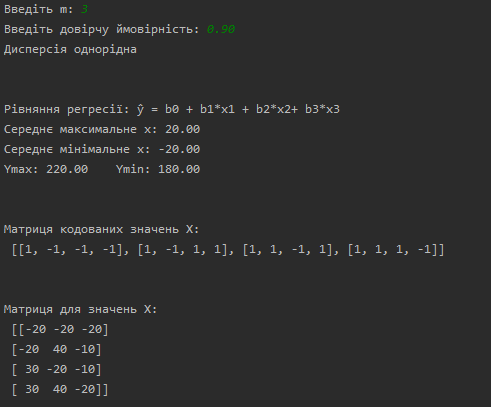 Введіть m: 3
Введіть довірчу ймовірність: 0.90
Дисперсія однорідна
Рівняння регресії: ŷ = b0 + b1*x1 + b2*x2+ b3*x3
Середнє максимальне x: 20.00
Середнє мінімальне x: -20.00
Ymax: 220.00    Ymin: 180.00
Матриця кодованих значень X:
[[1, -1, -1, -1], [1, -1, 1, 1], [1, 1, -1, 1], [1, 1, 1, -1]]
Матриця для значень X:
[[-20 -20 -20]
[-20  40 -10]
[ 30 -20 -10]
[ 30  40 -20]]